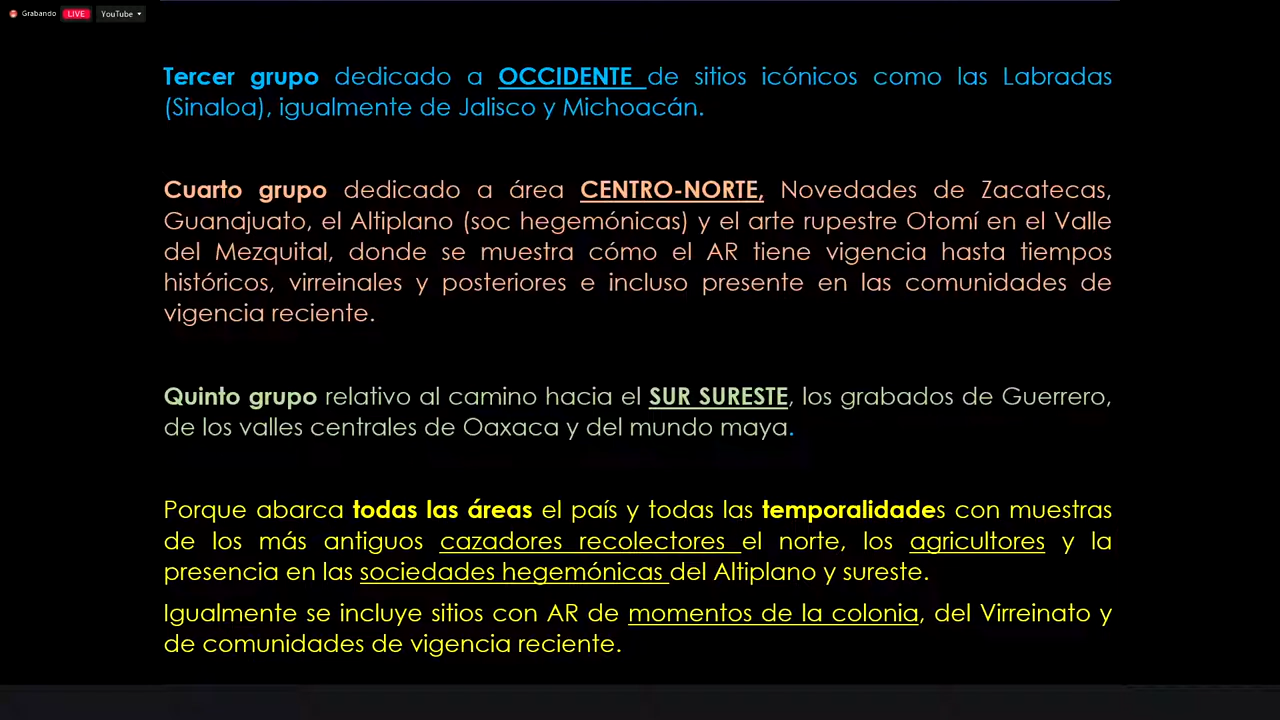 Grabando LIVE YouTube
Tercer grupo dedicado a OCCIDENTE de sitios icónicos como las Labradas
(Sinaloa), igualmente de Jalisco y Michoacán.
Cuarto grupo dedicado a área CENTRO-NORTE, Novedades de Zacatecas,
Guanajuato, el Altiplano (soc hegemónicas) y el arte rupestre Otomí en el Valle
del Mezquital, donde se muestra cómo el AR tiene vigencia hasta tiempos
históricos, virreinales y posteriores e incluso presente en las comunidades de
vigencia reciente.
Quinto grupo relativo al camino hacia el SUR SURESTE, los grabados de Guerrero,
de los valles centrales de Oaxaca y del mundo maya.
Porque abarca todas las áreas el país y todas las temporalidades con muestras
de los más antiguos cazadores recolectores el norte, los agricultores y la
presencia en las sociedades hegemónicas del Altiplano y sureste.
Igualmente se incluye sitios con AR de momentos de la colonia, del Virreinato y
de comunidades de vigencia reciente.